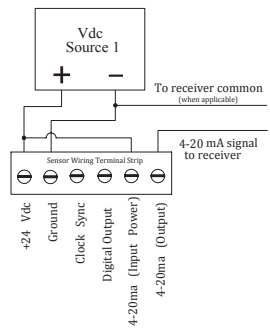 Vdc
Source 1
+ −
To receiver common
(when applicable)
4-20 mA signal
to receiver
Sensor Wiring Terminal Strip
+24 Vdc
Ground
Clock Sync
Digital Output
4-20ma (Input Power)
4-20ma (Output)